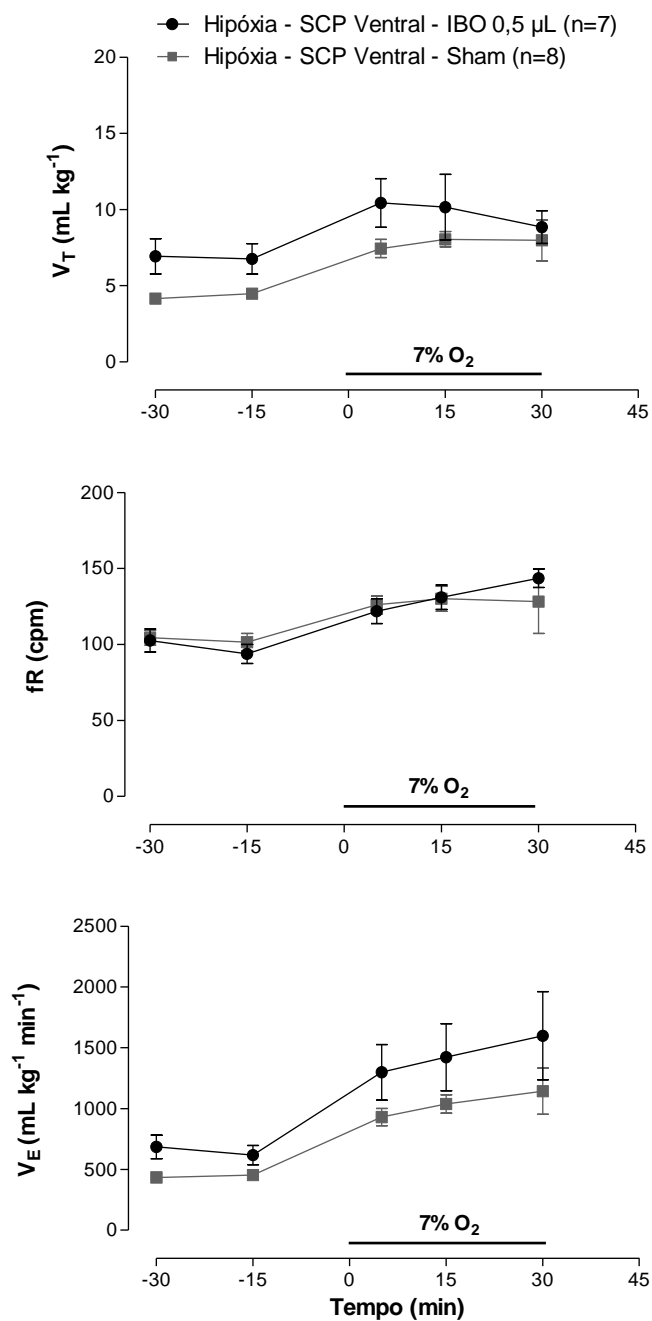 Hipóxia - SCP Ventral - IBO 0,5 µL (n=7)
Hipóxia - SCP Ventral - Sham (n=8)
20
15
10
5
0
V_T (mL kg⁻¹)
7% O₂
-30 -15 0 15 30 45
200
150
100
50
0
fR (cpm)
7% O₂
-30 -15 0 15 30 45
2500
2000
1500
1000
500
0
V_E (mL kg⁻¹ min⁻¹)
7% O₂
-30 -15 0 15 30 45
Tempo (min)